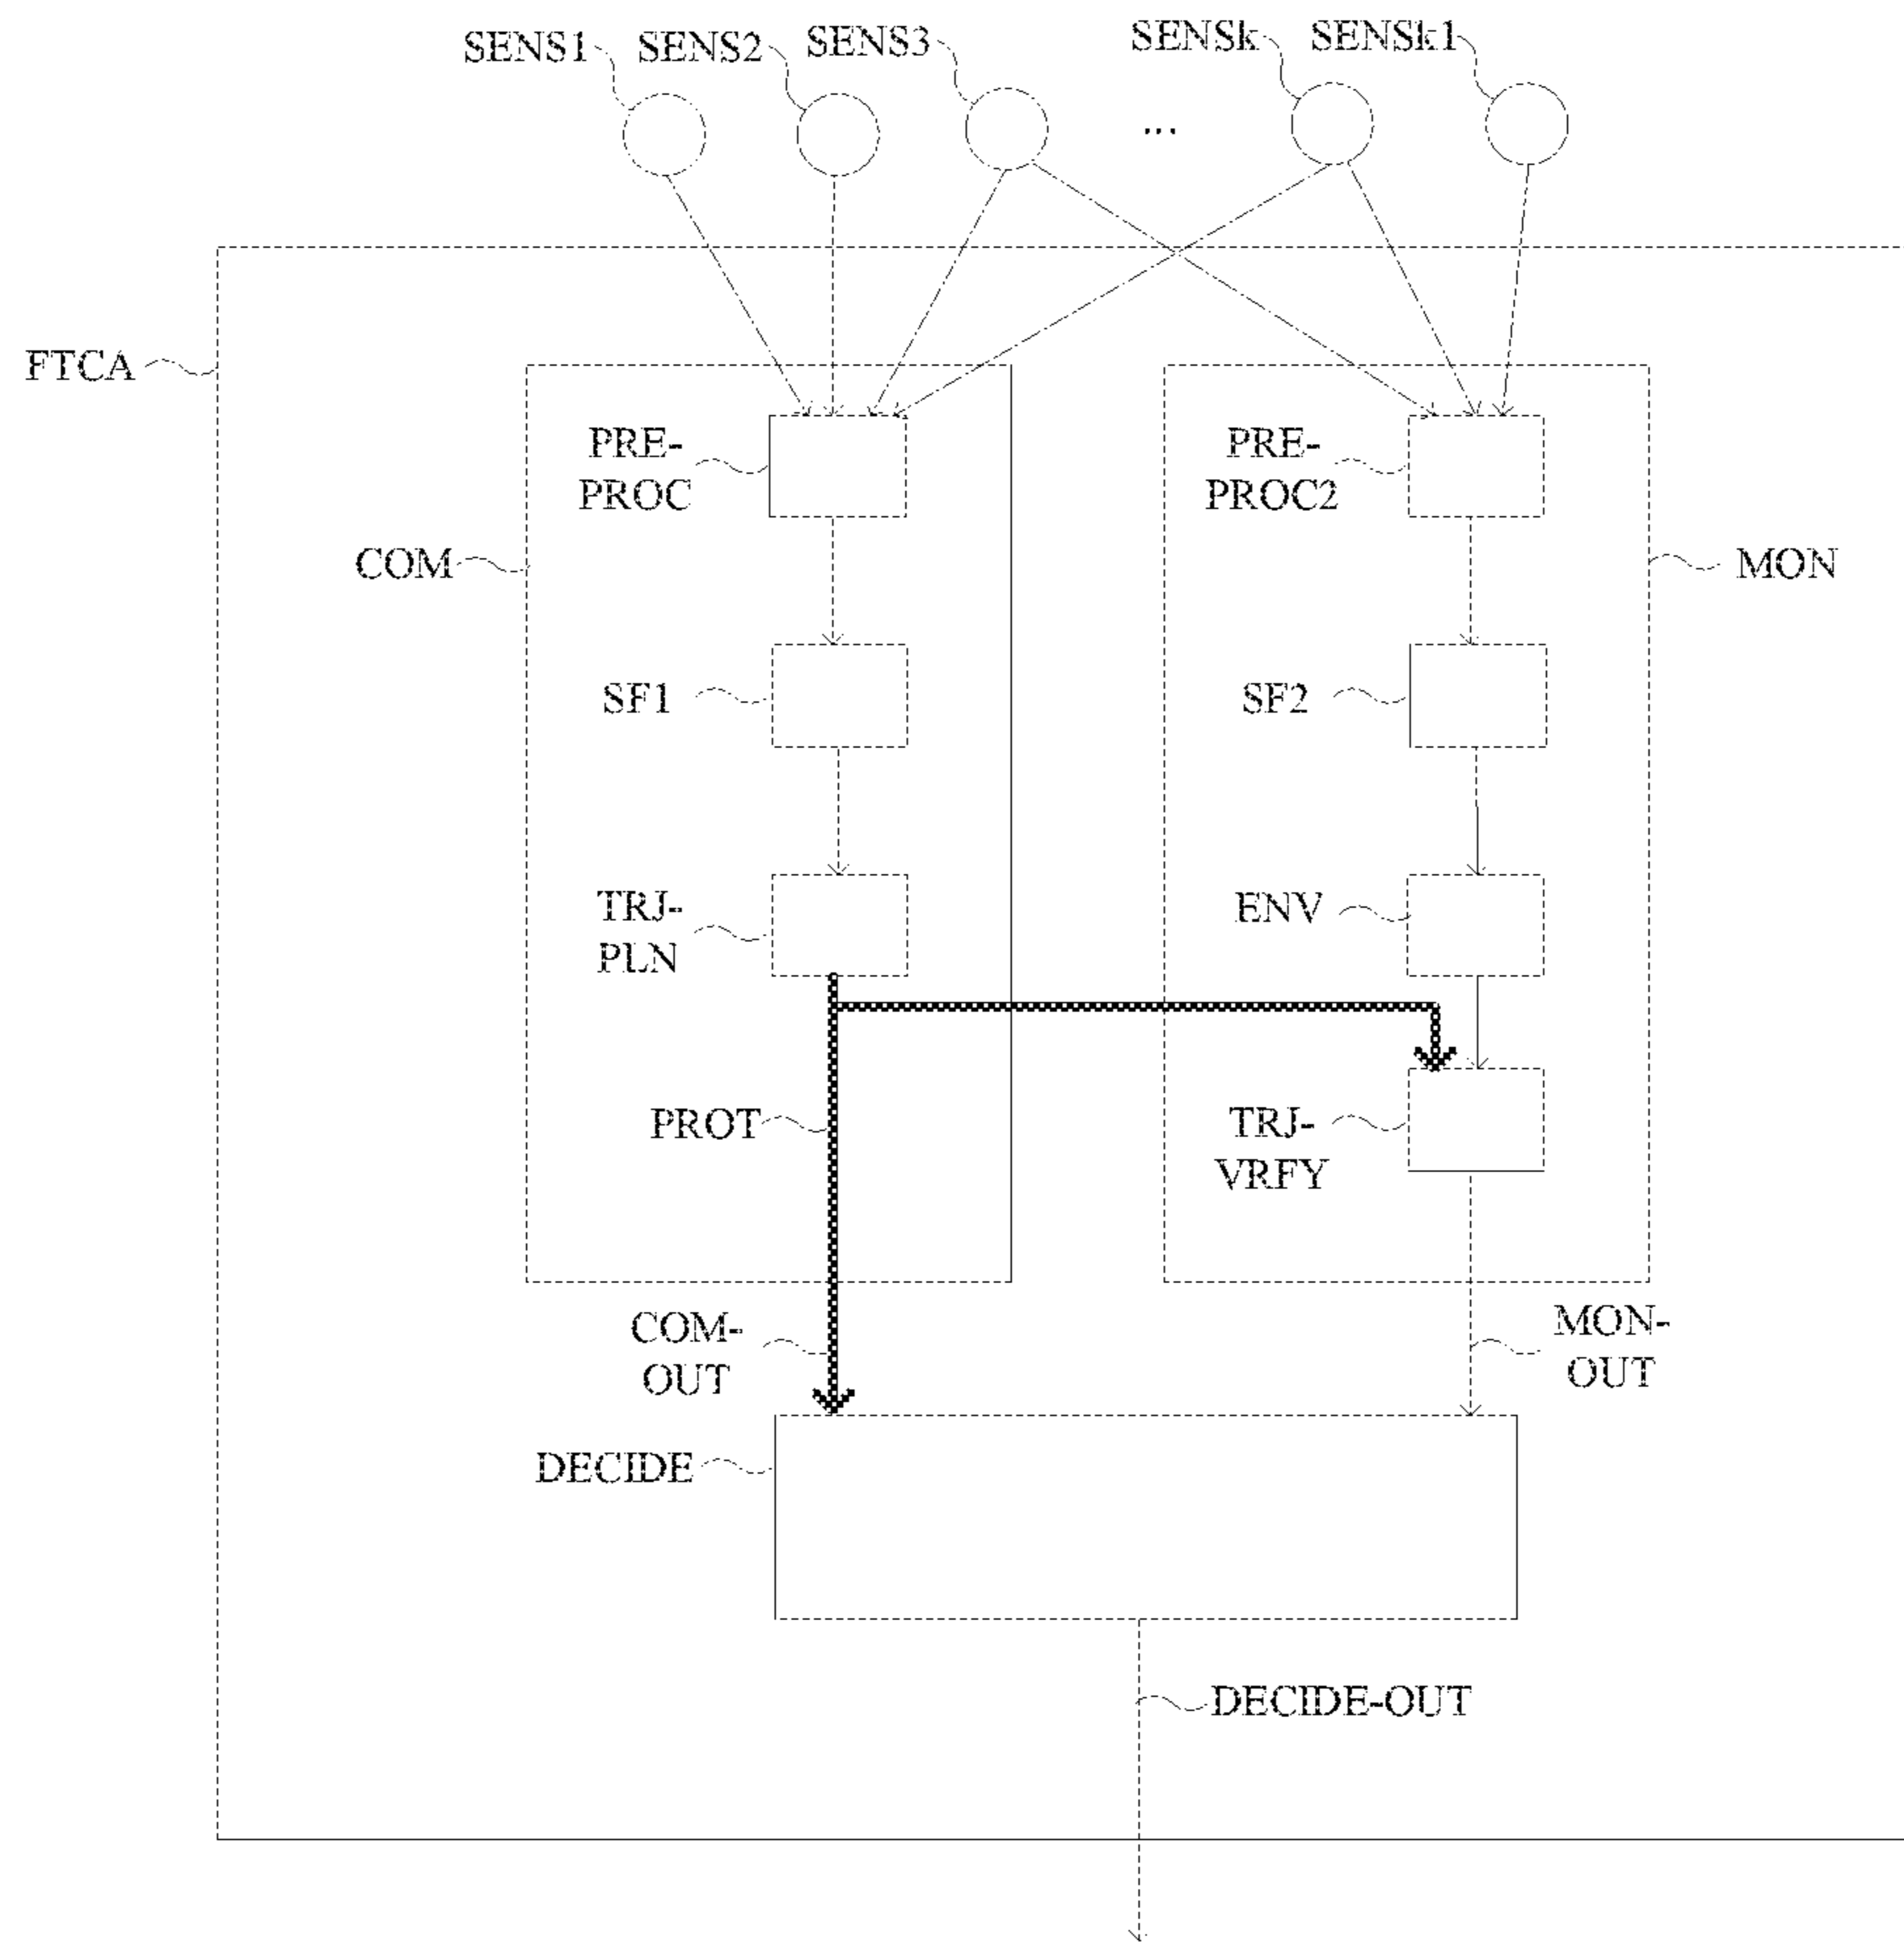 SENS1 SENS2 SENS3 ... SENSk SENSk1
FTCA
PRE-
PROC
PRE-
PROC2
COM
MON
SF1
SF2
TRJ-
PLN
ENV
PROT
TRJ-
VRFY
COM-
OUT
MON-
OUT
DECIDE
DECIDE-OUT